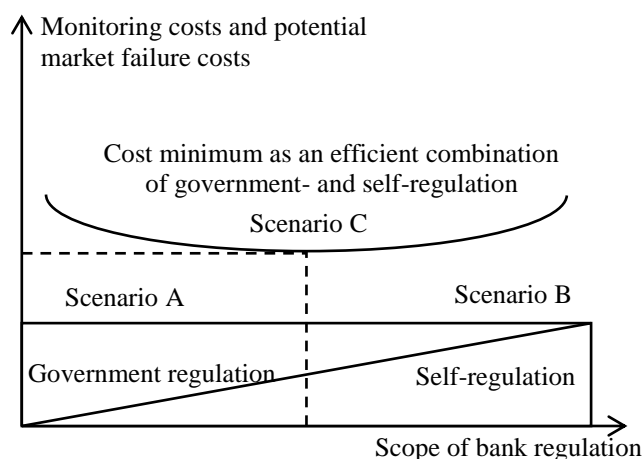 Monitoring costs and potential
market failure costs
Cost minimum as an efficient combination
of government- and self-regulation
Scenario C
Scenario A
Scenario B
Government regulation
Self-regulation
Scope of bank regulation